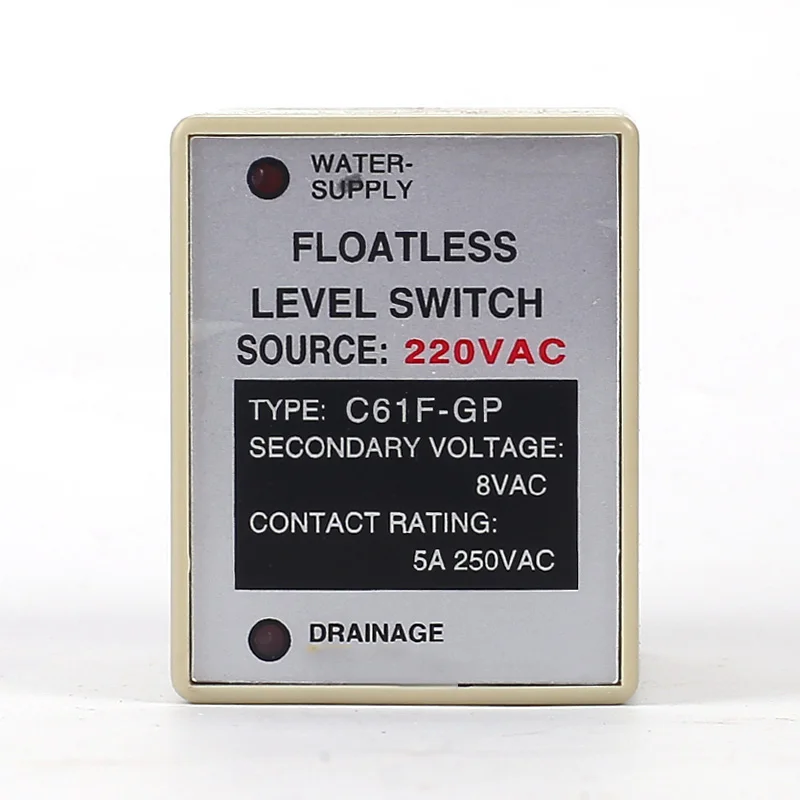 WATER-
SUPPLY
FLOATLESS
LEVEL SWITCH
SOURCE: 220VAC
TYPE: C61F-GP
SECONDARY VOLTAGE:
8VAC
CONTACT RATING:
5A 250VAC
DRAINAGE